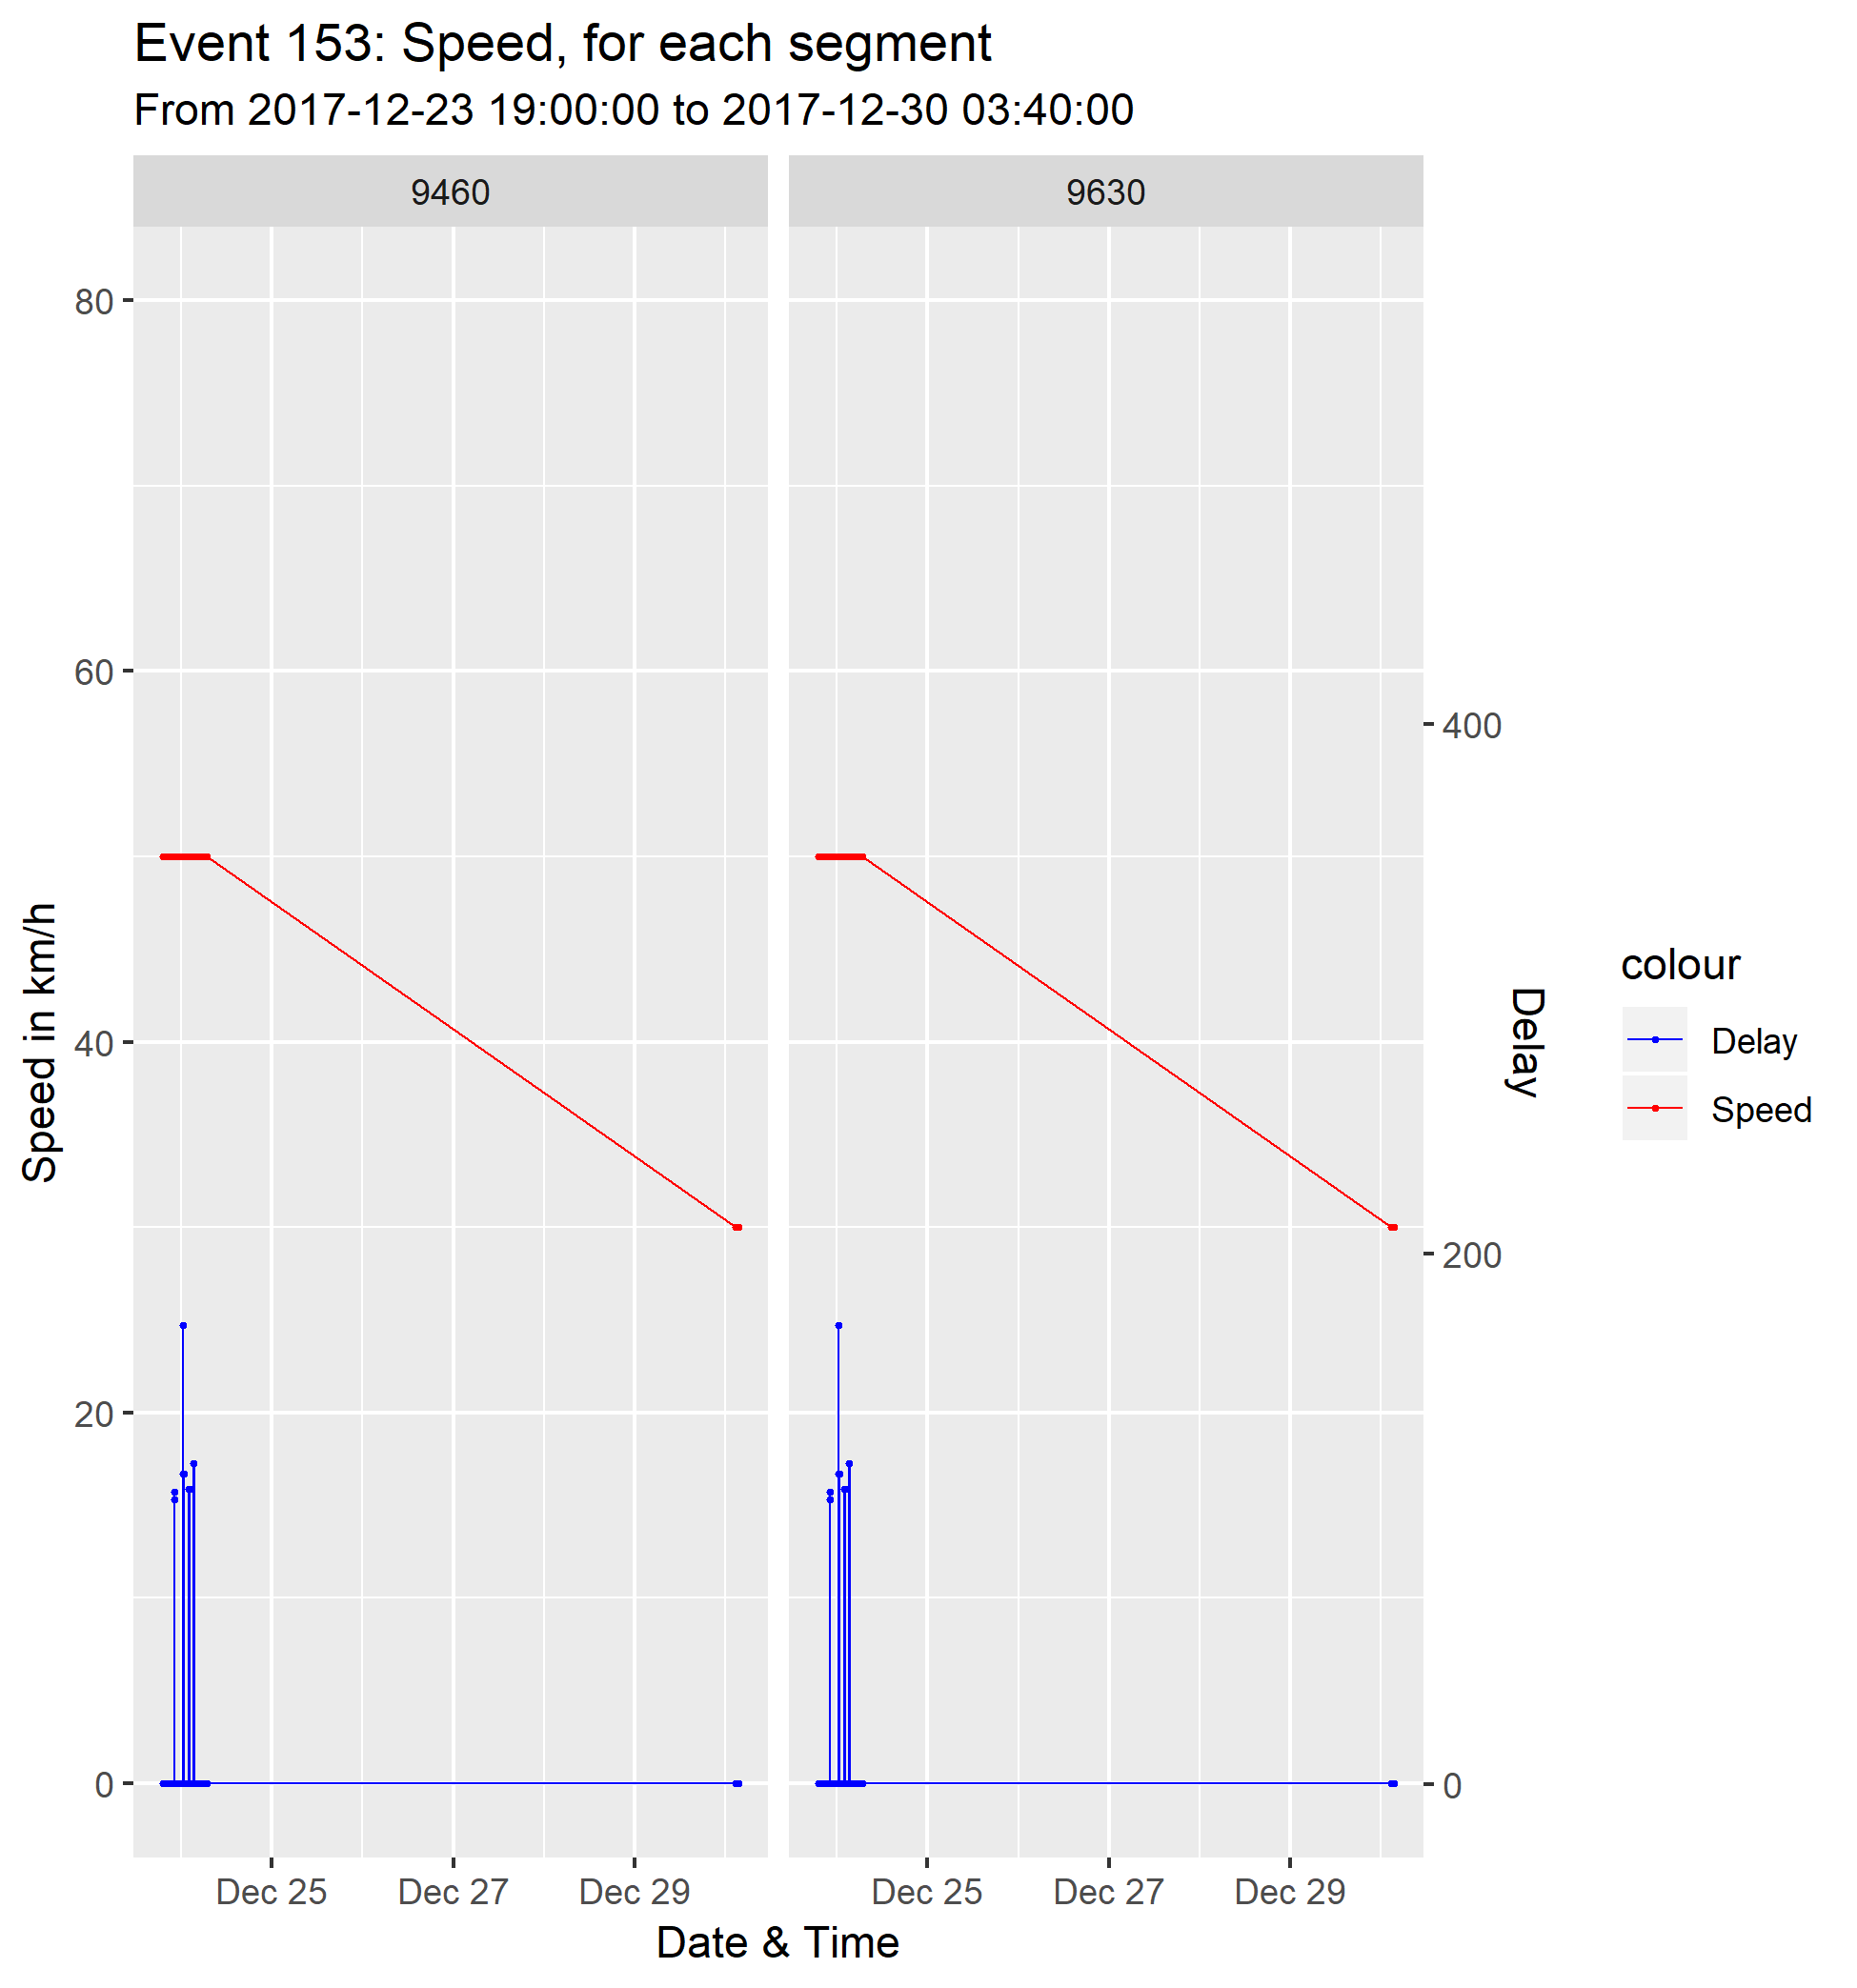 Event 153: Speed, for each segment
From 2017-12-23 19:00:00 to 2017-12-30 03:40:00
9460
9630
80
60
40
20
0
Speed in km/h
400
200
0
Delay
colour
Delay
Speed
Dec 25
Dec 27
Dec 29
Dec 25
Dec 27
Dec 29
Date & Time